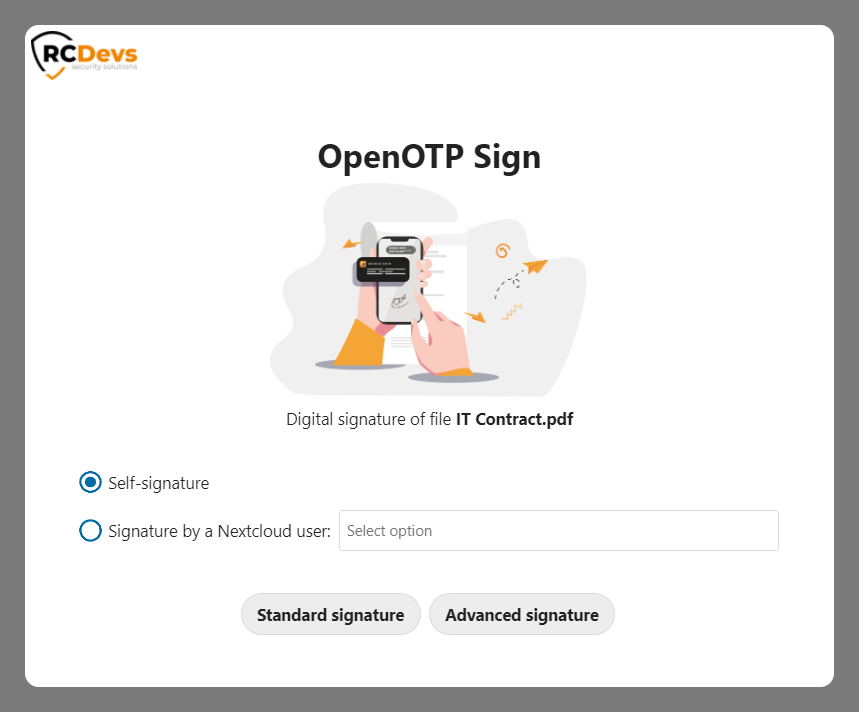 RCDevs
security solutions
OpenOTP Sign
Digital signature of file IT Contract.pdf
Self-signature
Signature by a Nextcloud user: Select option
Standard signature Advanced signature